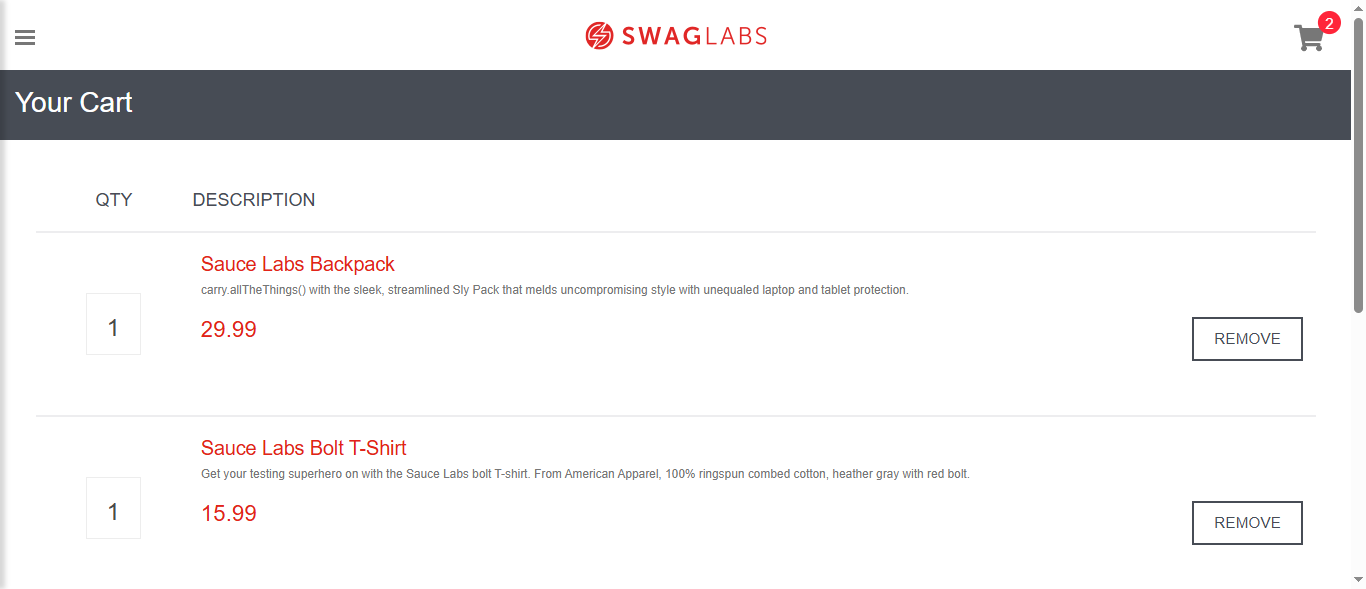 SWAGLABS
2
Your Cart
QTY DESCRIPTION
Sauce Labs Backpack
carry.allTheThings() with the sleek, streamlined Sly Pack that melds uncompromising style with unequaled laptop and tablet protection.
1
29.99
REMOVE
Sauce Labs Bolt T-Shirt
Get your testing superhero on with the Sauce Labs bolt T-shirt. From American Apparel, 100% ringspun combed cotton, heather gray with red bolt.
1
15.99
REMOVE